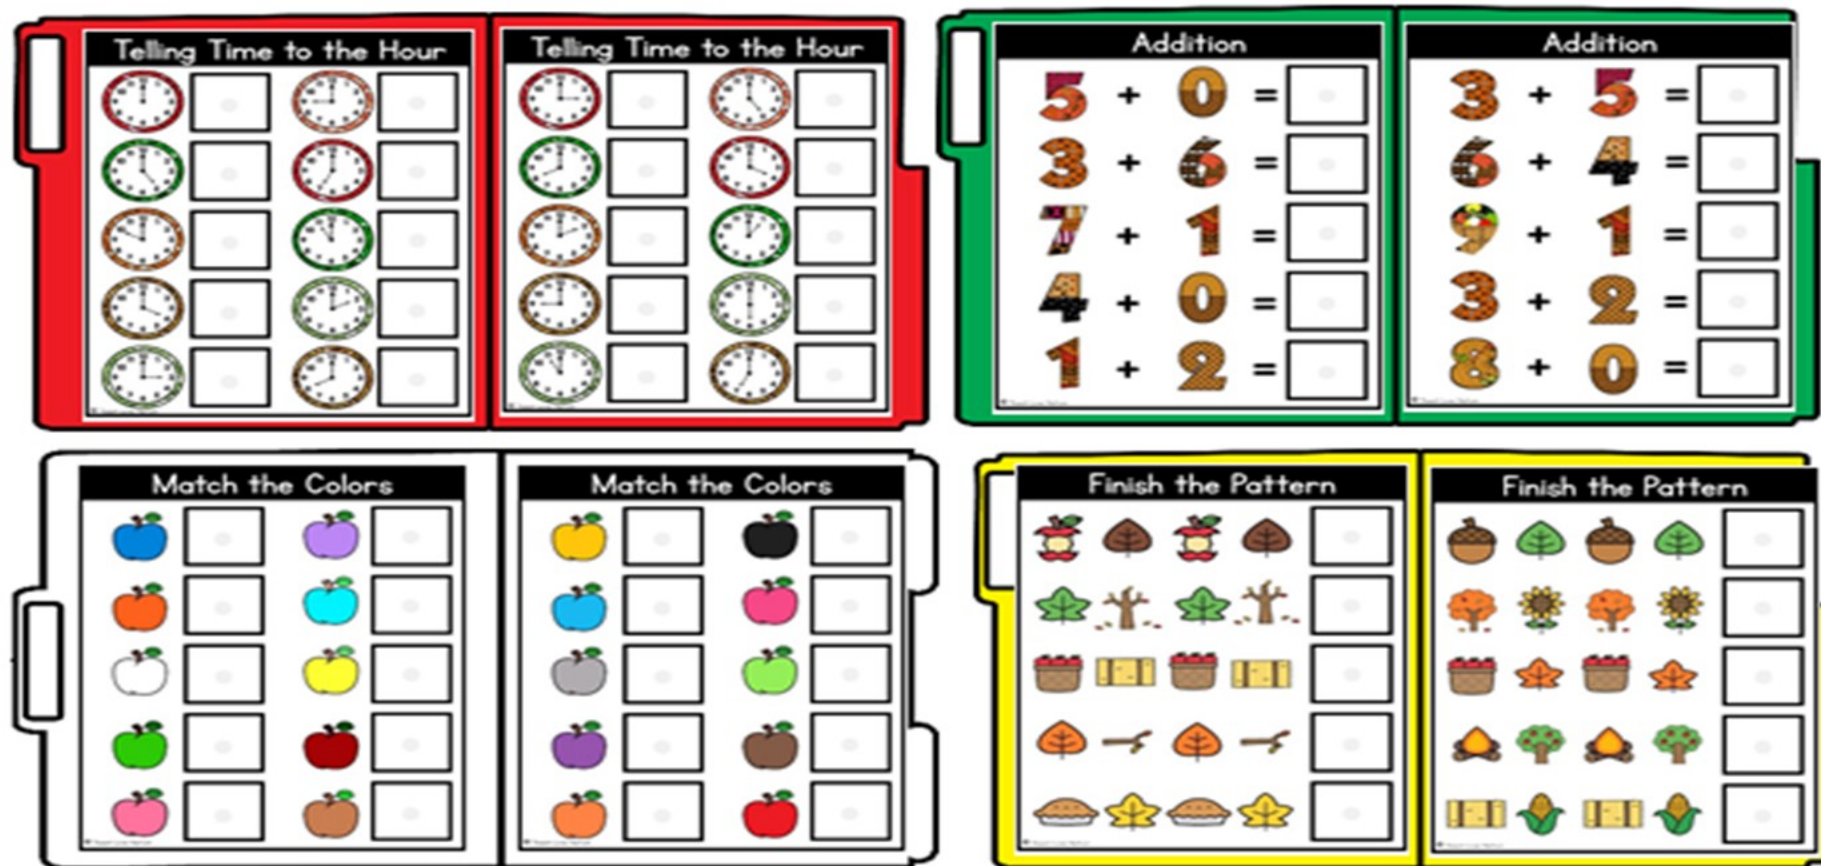 Telling Time to the Hour
Telling Time to the Hour
Addition
5 + 0 =
3 + 6 =
7 + 1 =
4 + 0 =
1 + 2 =
Addition
3 + 5 =
6 + 4 =
9 + 1 =
3 + 2 =
8 + 0 =
Match the Colors
Match the Colors
Finish the Pattern
Finish the Pattern